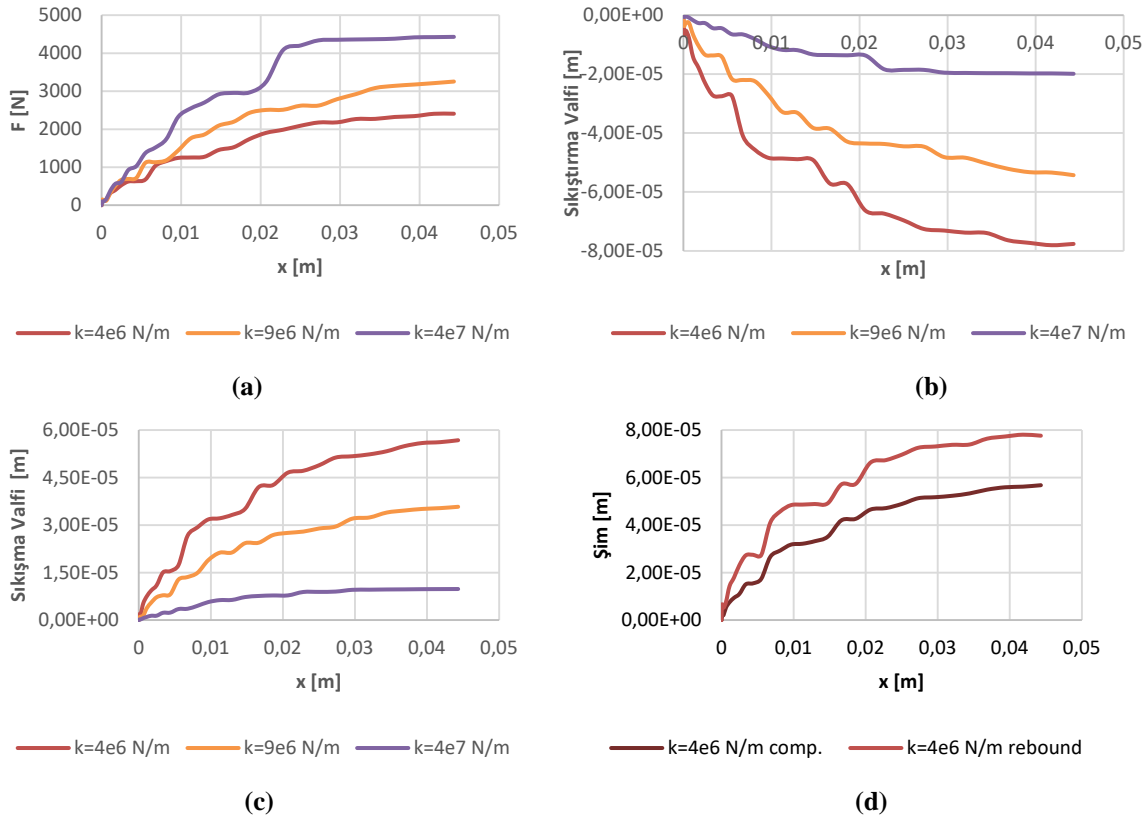 F [N]
5000
4000
3000
2000
1000
0
0 0,01 0,02 0,03 0,04 0,05
x [m]
k=4e6 N/m k=9e6 N/m k=4e7 N/m
(a)
Sıkıştırma Valfi [m]
0,00E+00
-2,00E-05
-4,00E-05
-6,00E-05
-8,00E-05
0 0,01 0,02 0,03 0,04 0,05
x [m]
k=4e6 N/m k=9e6 N/m k=4e7 N/m
(b)
Sıkışma Valfi [m]
6,00E-05
4,50E-05
3,00E-05
1,50E-05
0,00E+00
0 0,01 0,02 0,03 0,04 0,05
x [m]
k=4e6 N/m k=9e6 N/m k=4e7 N/m
(c)
Şim [m]
8,00E-05
6,00E-05
4,00E-05
2,00E-05
0,00E+00
0 0,01 0,02 0,03 0,04 0,05
x [m]
k=4e6 N/m comp. k=4e6 N/m rebound
(d)